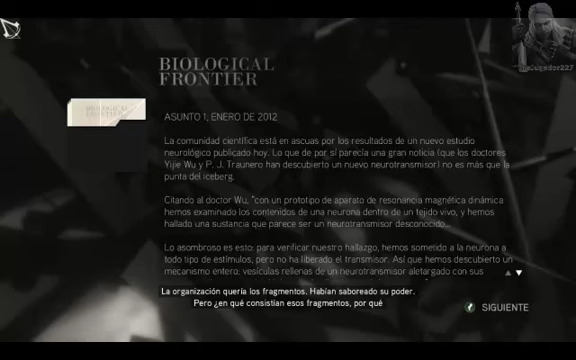 BIOLOGICAL
FRONTIER
BIOLOGICAL
FRONTIER
ASUNTO 1, ENERO DE 2012
La comunidad científica está en ascuas por los resultados de un nuevo estudio
neurológico publicado hoy. Lo que de por sí parecía una gran noticia (que los doctores
Yijie Wu y P. J. Traunero han descubierto un nuevo neurotransmisor) no es más que la
punta del iceberg.
Citando al doctor Wu, "con un prototipo de aparato de resonancia magnética dinámica
hemos examinado los contenidos de una neurona dentro de un tejido vivo, y hemos
hallado una sustancia que parece ser un neurotransmisor desconocido...
Lo asombroso es esto: para verificar nuestro hallazgo, hemos sometido a la neurona a
todo tipo de estímulos, pero no ha liberado el transmisor. Así que hemos descubierto un
mecanismo entero: vesículas rellenas de un neurotransmisor aletargado con sus
La organización quería los fragmentos. Habían saboreado su poder.
Pero ¿en qué consistían esos fragmentos, por qué
SIGUIENTE